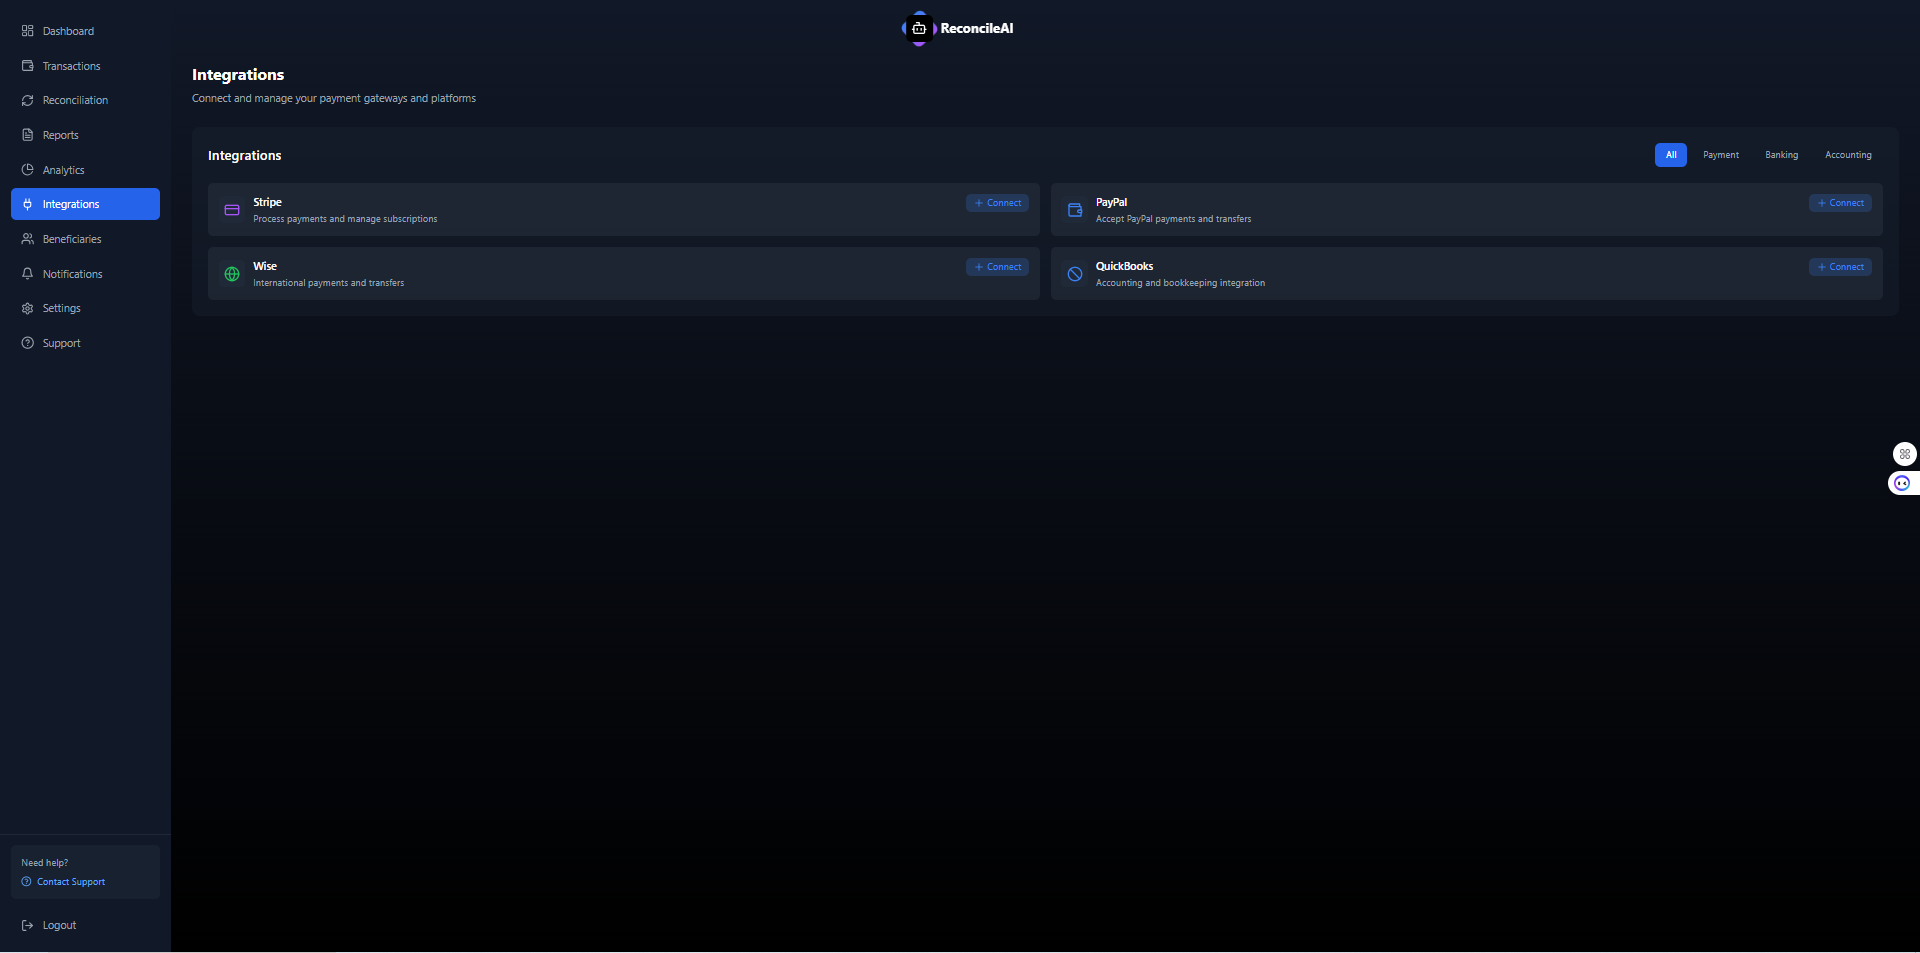 ReconcileAI
Dashboard
Transactions
Reconciliation
Reports
Analytics
Integrations
Beneficiaries
Notifications
Settings
Support
Need help?
Contact Support
Logout
Integrations
Connect and manage your payment gateways and platforms
Integrations
All Payment Banking Accounting
Stripe
Process payments and manage subscriptions
+ Connect
PayPal
Accept PayPal payments and transfers
+ Connect
Wise
International payments and transfers
+ Connect
QuickBooks
Accounting and bookkeeping integration
+ Connect